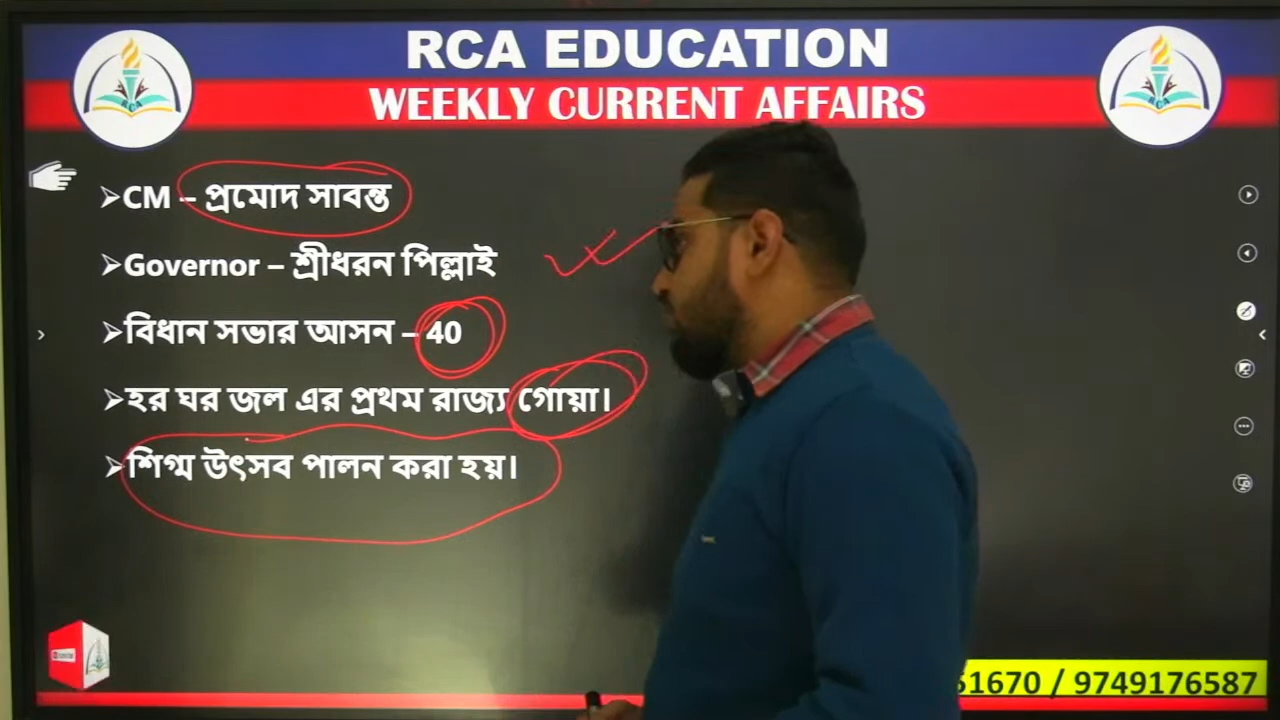 RCA EDUCATION
WEEKLY CURRENT AFFAIRS
➢CM – প্রমোদ সাবন্ত
➢Governor – শ্রীধরন পিল্লাই
➢বিধান সভার আসন – 40
➢হর ঘর জল এর প্রথম রাজ্য গোয়া।
➢শিগ্ম উৎসব পালন করা হয়।
51670 / 9749176587